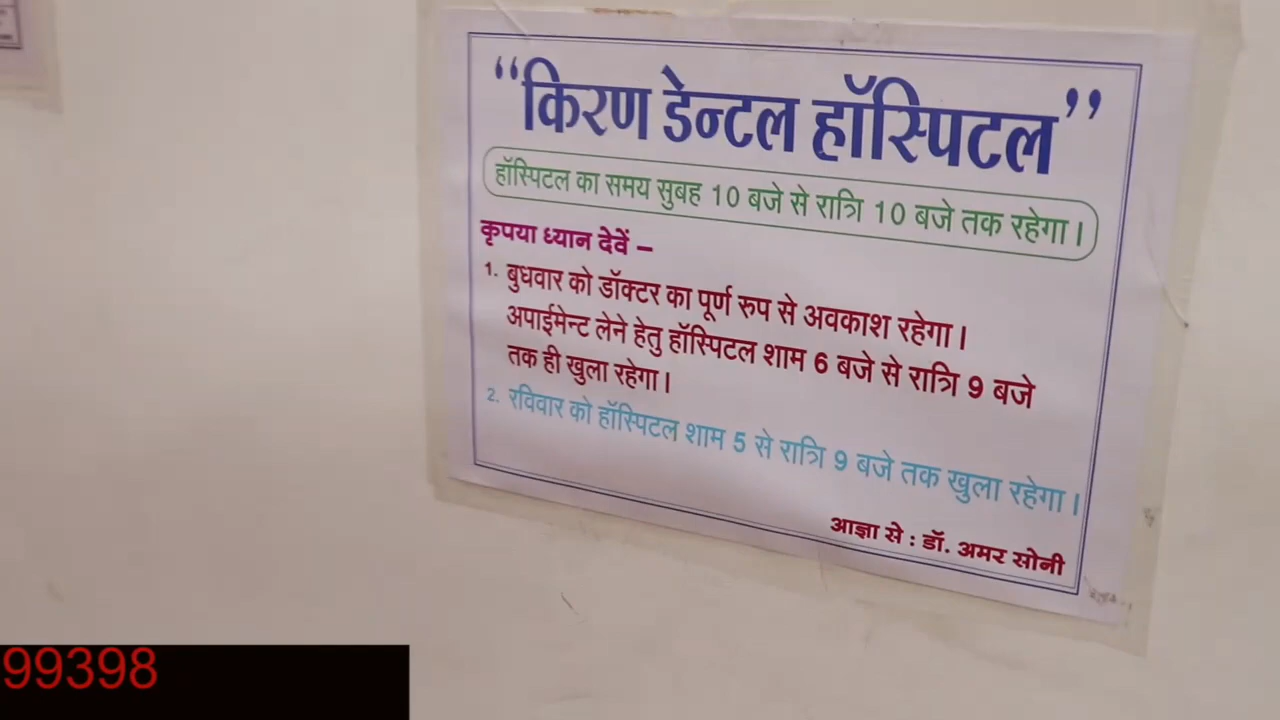 “किरण डेन्टल हॉस्पिटल”
हॉस्पिटल का समय सुबह 10 बजे से रात्रि 10 बजे तक रहेगा।
कृपया ध्यान देवें –
1. बुधवार को डॉक्टर का पूर्ण रुप से अवकाश रहेगा।
अपाईमेन्ट लेने हेतु हॉस्पिटल शाम 6 बजे से रात्रि 9 बजे
तक ही खुला रहेगा।
2. रविवार को हॉस्पिटल शाम 5 से रात्रि 9 बजे तक खुला रहेगा।
आज्ञा से : डॉ. अमर सोनी
99398